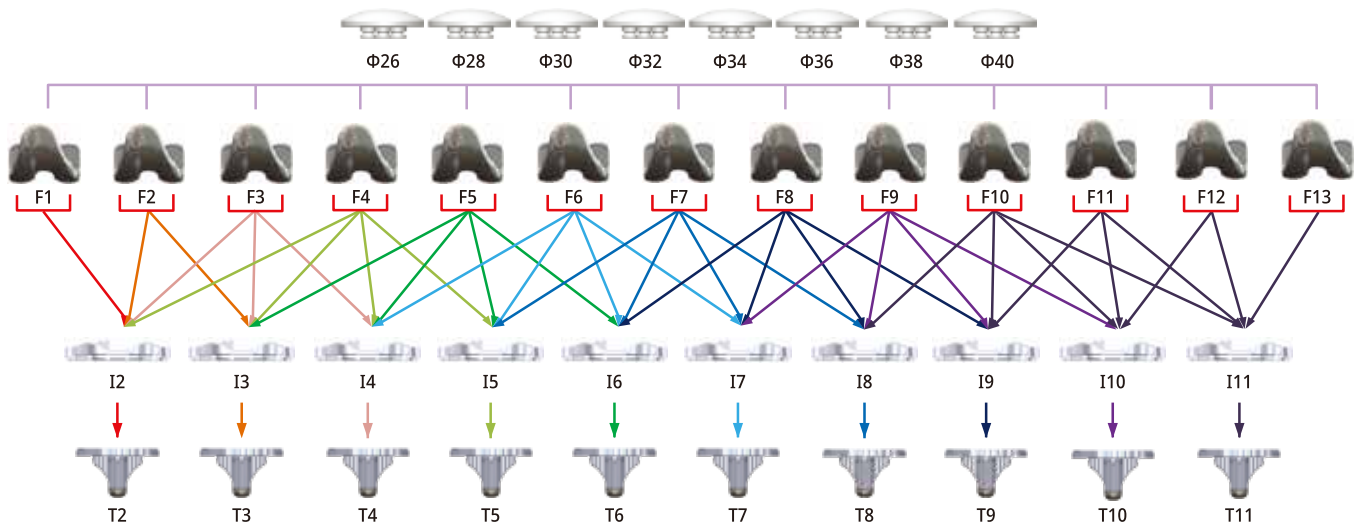 Φ26 Φ28 Φ30 Φ32 Φ34 Φ36 Φ38 Φ40
F1 F2 F3 F4 F5 F6 F7 F8 F9 F10 F11 F12 F13
I2 I3 I4 I5 I6 I7 I8 I9 I10 I11
T2 T3 T4 T5 T6 T7 T8 T9 T10 T11